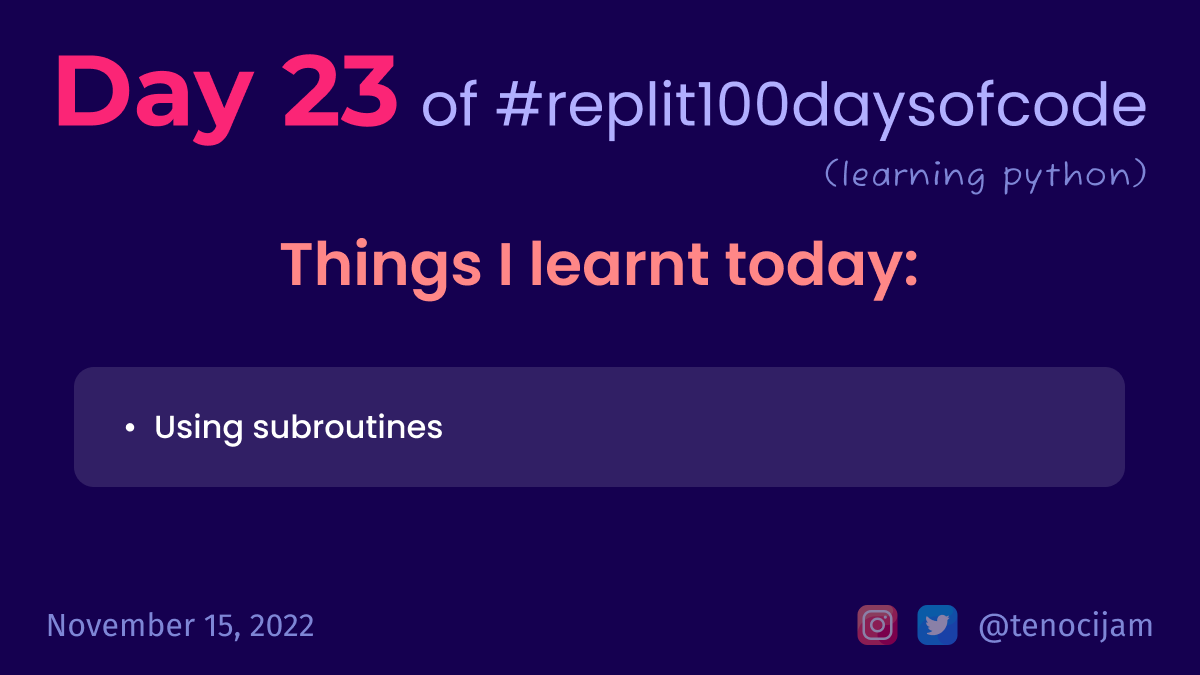 Day 23 of #replit100daysofcode
(learning python)
Things I learnt today:
• Using subroutines
November 15, 2022 @tenocijam